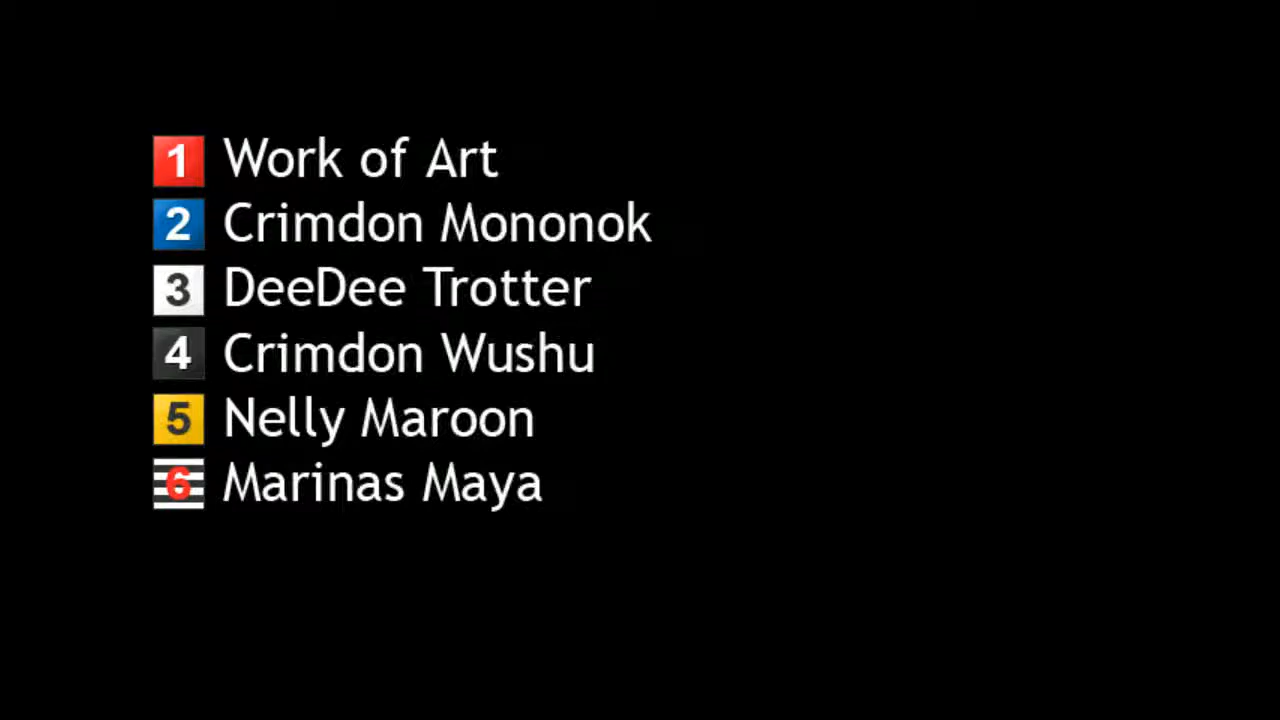 1 Work of Art
2 Crimdon Mononok
3 DeeDee Trotter
4 Crimdon Wushu
5 Nelly Maroon
6 Marinas Maya